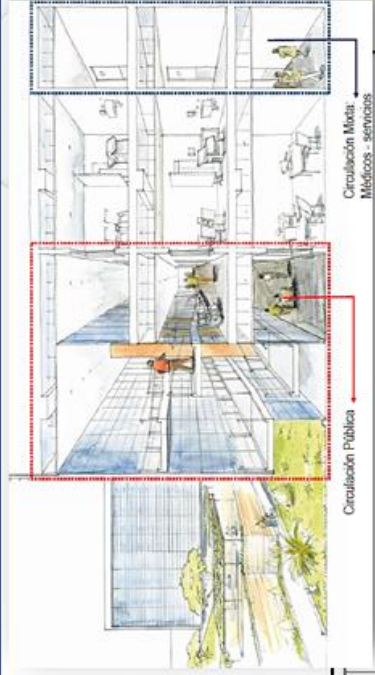 Circulación Pública
Circulación Mixta:
Médicos - servicios